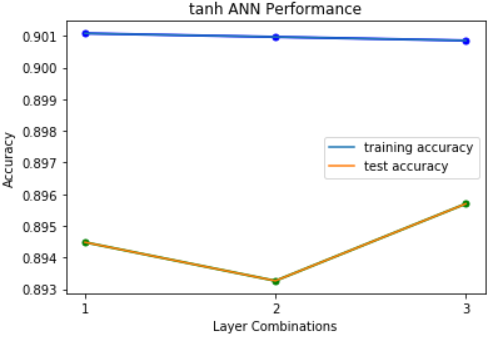 tanh ANN Performance
0.901
0.900
0.899
0.898
0.897
0.896
0.895
0.894
0.893
Accuracy
training accuracy
test accuracy
1 2 3
Layer Combinations